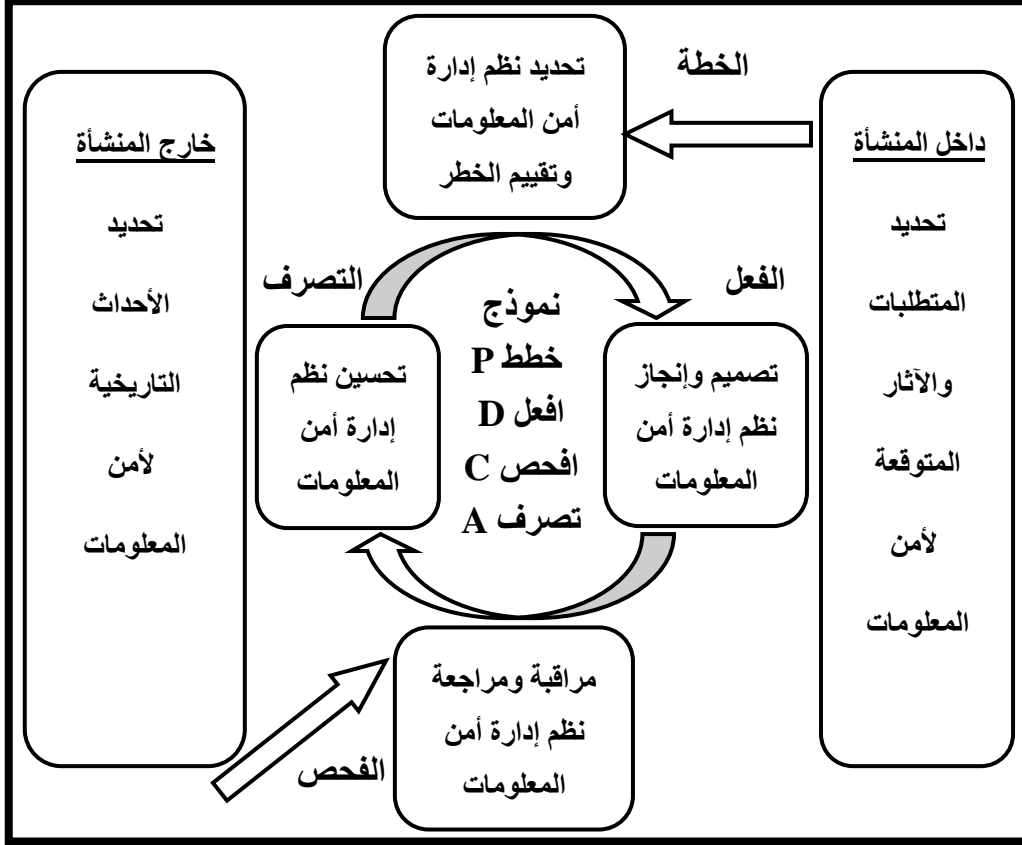 الخطة
تحديد نظم إدارة
أمن المعلومات
وتقييم الخطر
داخل المنشأة
تحديد
المتطلبات
والآثار
المتوقعة
لأمن
المعلومات
الفعل
تصميم وإنجاز
نظم إدارة أمن
المعلومات
نموذج
خطط P
افعل D
افحص C
تصرف A
التصرف
تحسين نظم
إدارة أمن
المعلومات
مراقبة ومراجعة
نظم إدارة أمن
المعلومات
الفحص
خارج المنشأة
تحديد
الأحداث
التاريخية
لأمن
المعلومات